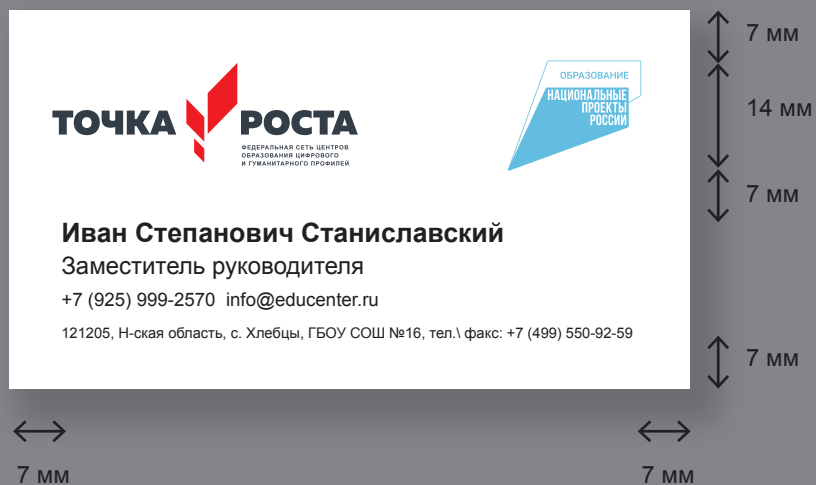 ТОЧКА РОСТА
ФЕДЕРАЛЬНАЯ СЕТЬ ЦЕНТРОВ
ОБРАЗОВАНИЯ ЦИФРОВОГО
И ГУМАНИТАРНОГО ПРОФИЛЕЙ
ОБРАЗОВАНИЕ
НАЦИОНАЛЬНЫЕ
ПРОЕКТЫ
РОССИИ
Иван Степанович Станиславский
Заместитель руководителя
+7 (925) 999-2570 info@educenter.ru
121205, Н-ская область, с. Хлебцы, ГБОУ СОШ №16, тел.\ факс: +7 (499) 550-92-59
7 мм
14 мм
7 мм
7 мм
7 мм
7 мм